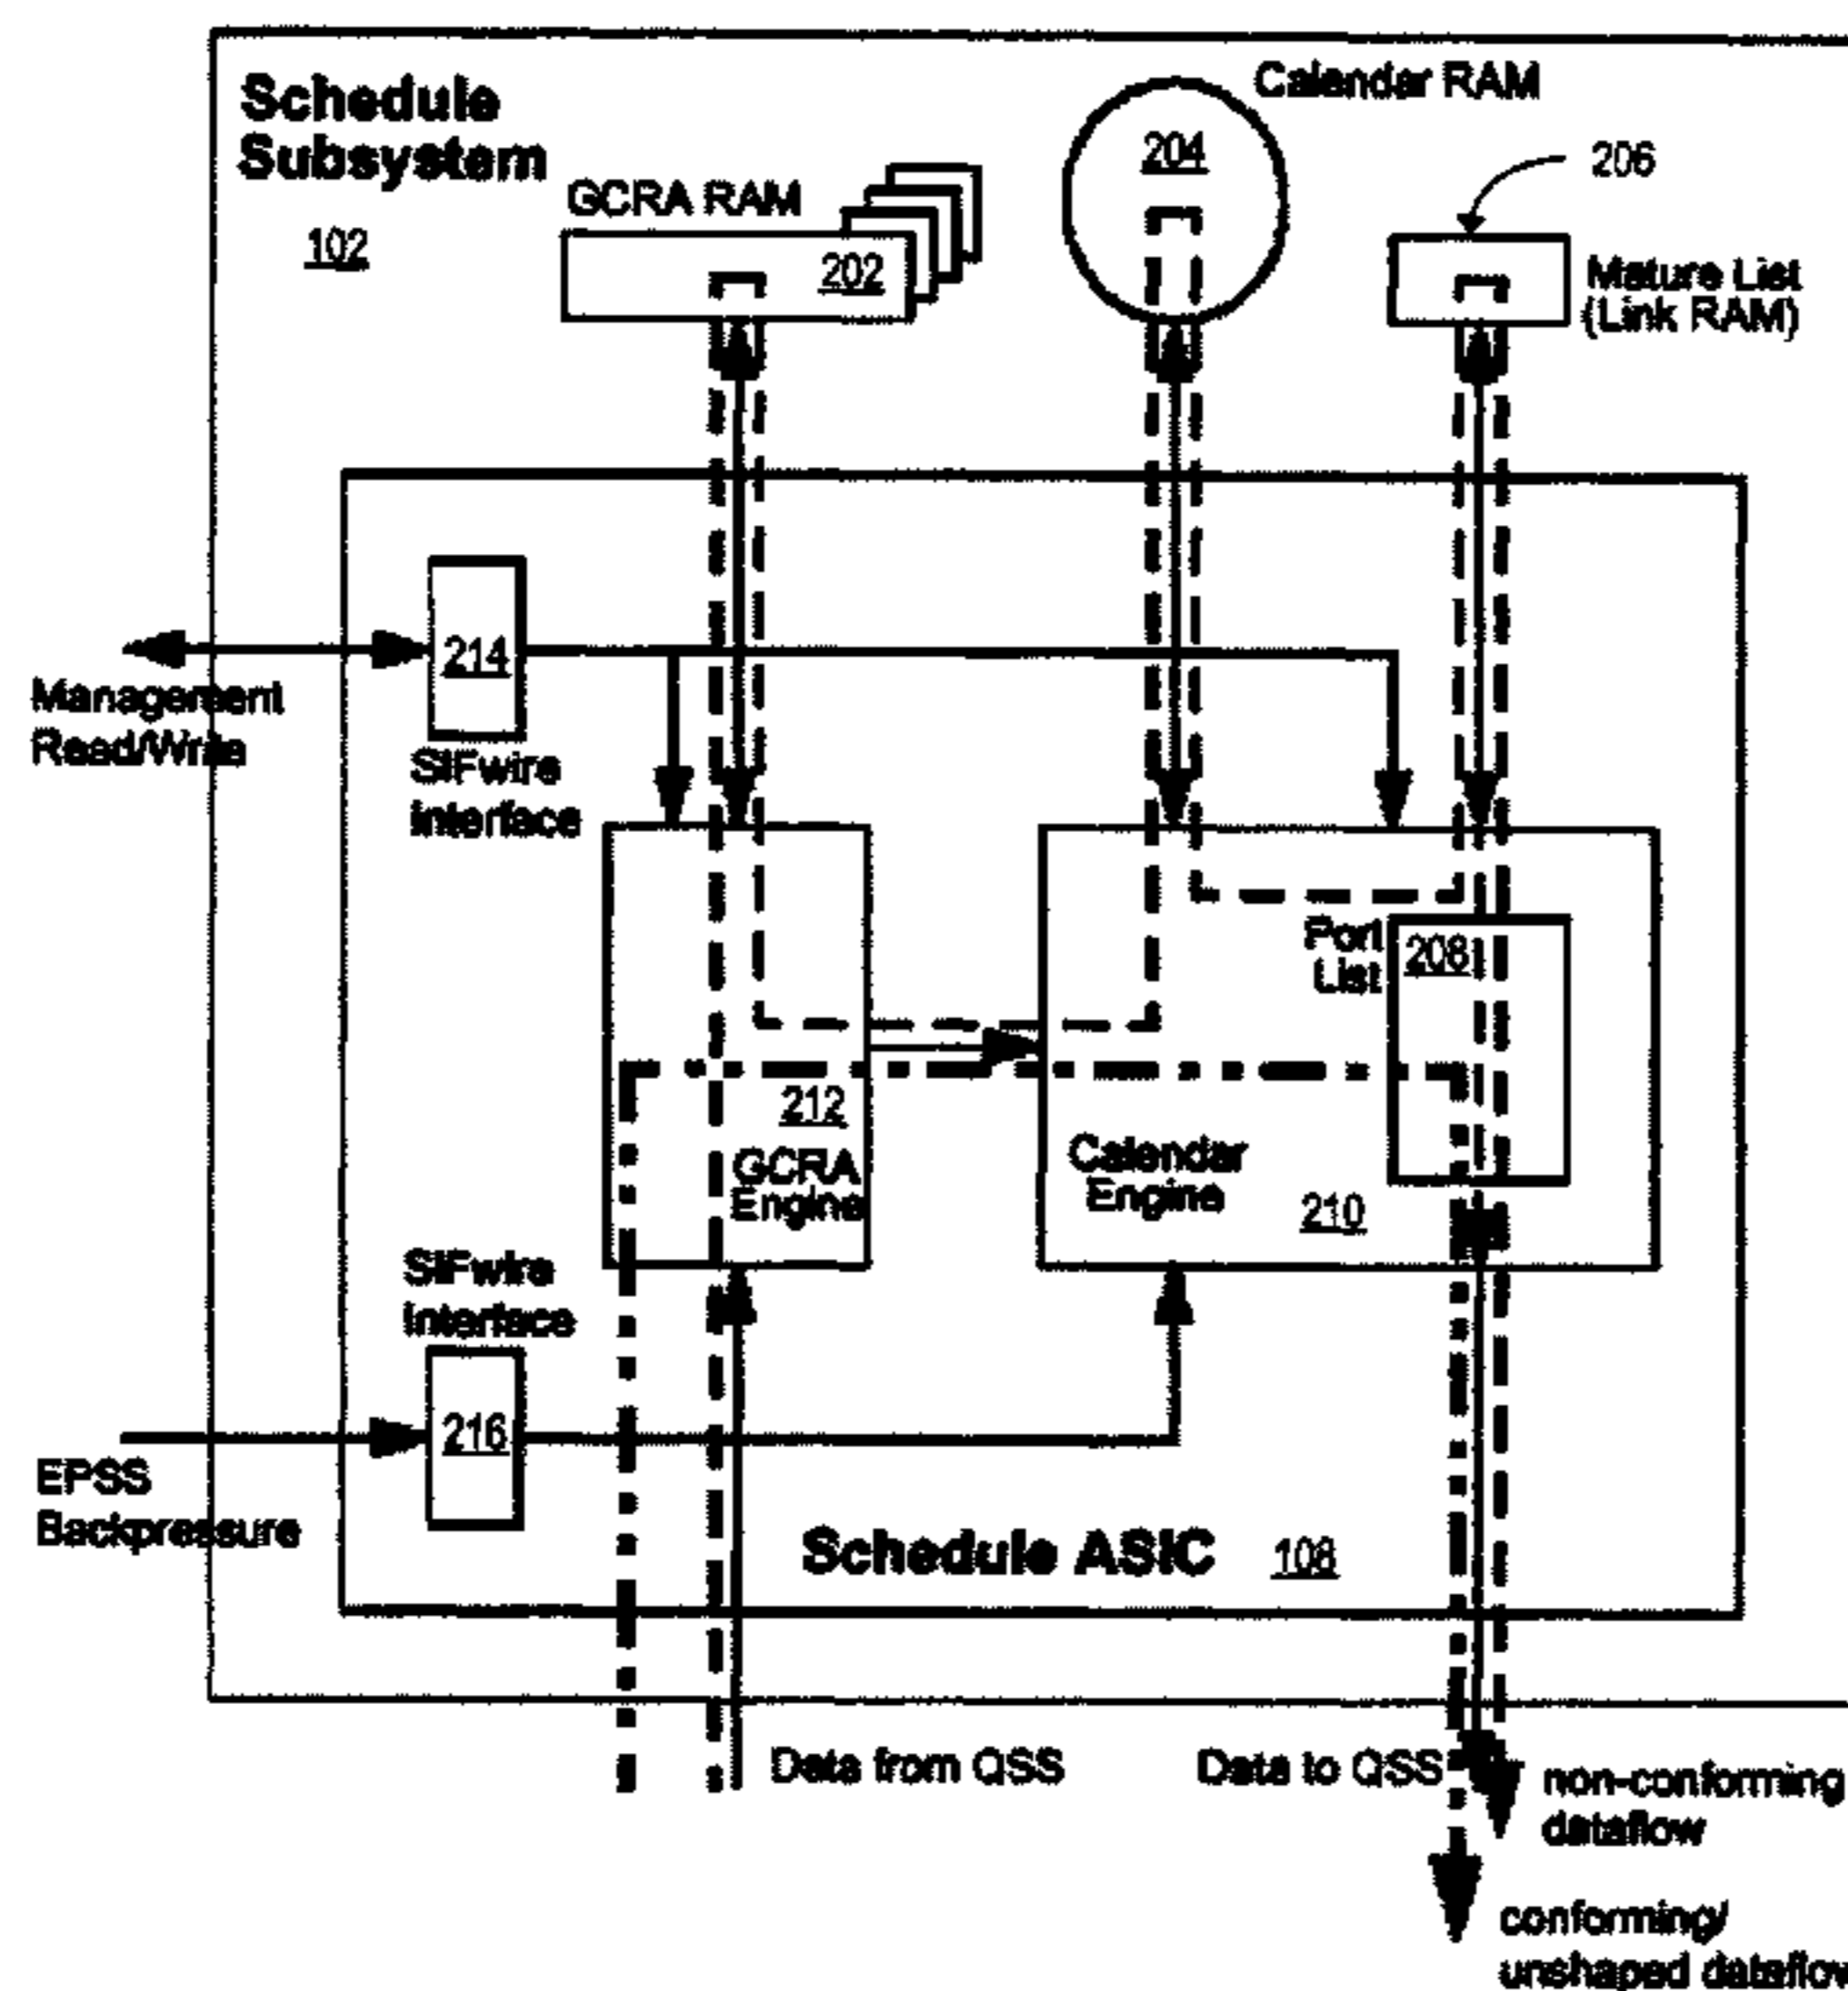 Schedule
Subsystem
102
GCRA RAM
202
Calendar RAM
204
206
Mature List
(Link RAM)
Management
Read/Write
214
SIFwire
Interface
Port
List
208
212
GCRA
Engine
Calendar
Engine
210
SIFwire
Interface
216
EPSS
Backpressure
Schedule ASIC
108
Data from QSS
Data to QSS
non-conforming
dataflow
conforming/
unshaped dataflow